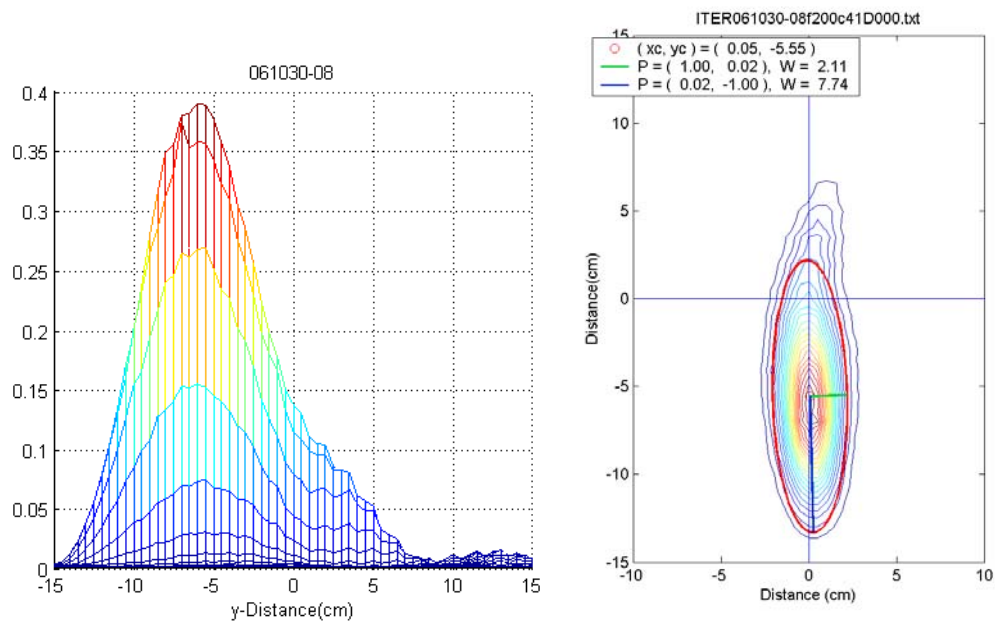 061030-08
0.4
0.35
0.3
0.25
0.2
0.15
0.1
0.05
0
-15 -10 -5 0 5 10 15
y-Distance(cm)
ITER061030-08f200c41D000.txt
( xc, yc ) = ( 0.05, -5.55 )
P = ( 1.00, 0.02 ), W = 2.11
P = ( 0.02, -1.00 ), W = 7.74
15
10
5
0
-5
-10
-15
Distance(cm)
-10 -5 0 5 10
Distance (cm)